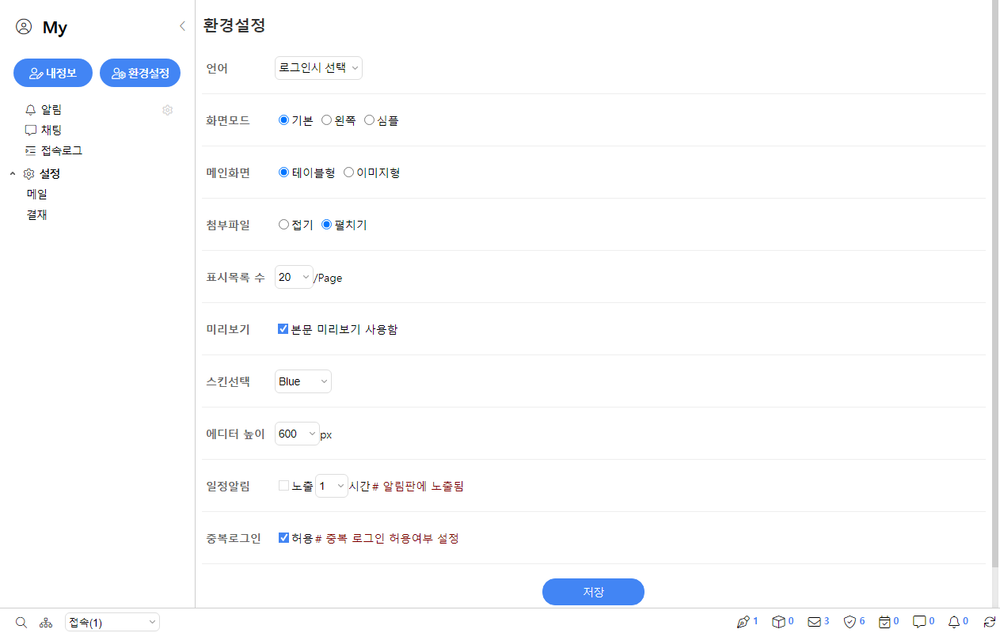 My
내정보
환경설정
알림
채팅
접속로그
설정
메일
결재
환경설정
언어 로그인시 선택
화면모드 기본 왼쪽 심플
메인화면 테이블형 이미지형
첨부파일 접기 펼치기
표시목록 수 20 /Page
미리보기 본문 미리보기 사용함
스킨선택 Blue
에디터 높이 600 px
일정알림 노출 1 시간 # 알림판에 노출됨
중복로그인 허용 # 중복 로그인 허용여부 설정
저장
접속(1) 1 0 3 6 0 0 0